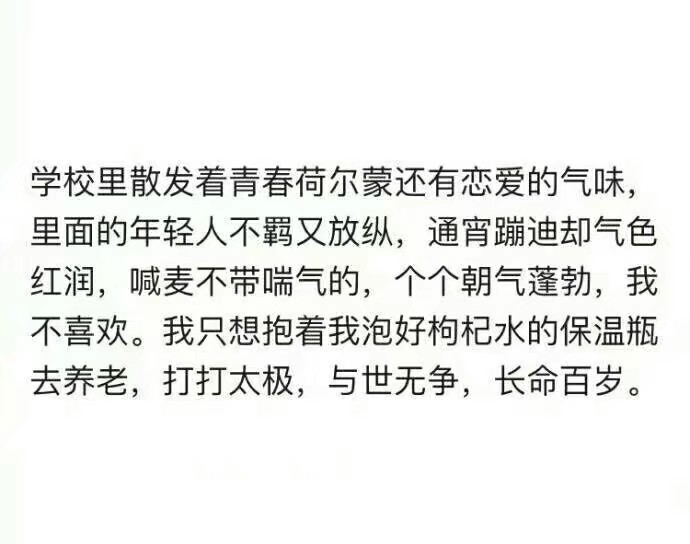 学校里散发着青春荷尔蒙还有恋爱的气味，
里面的年轻人不羁又放纵，通宵蹦迪却气色
红润，喊麦不带喘气的，个个朝气蓬勃，我
不喜欢。我只想抱着我泡好枸杞水的保温瓶
去养老，打打太极，与世无争，长命百岁。